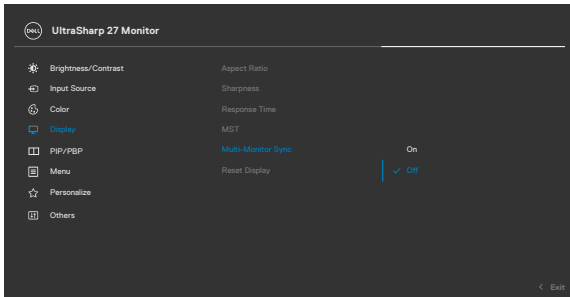 DELL
UltraSharp 27 Monitor
Brightness/Contrast
Aspect Ratio
Input Source
Sharpness
Color
Response Time
Display
MST
PIP/PBP
Multi-Monitor Sync
On
Menu
Reset Display
Off
Personalize
Others
Exit